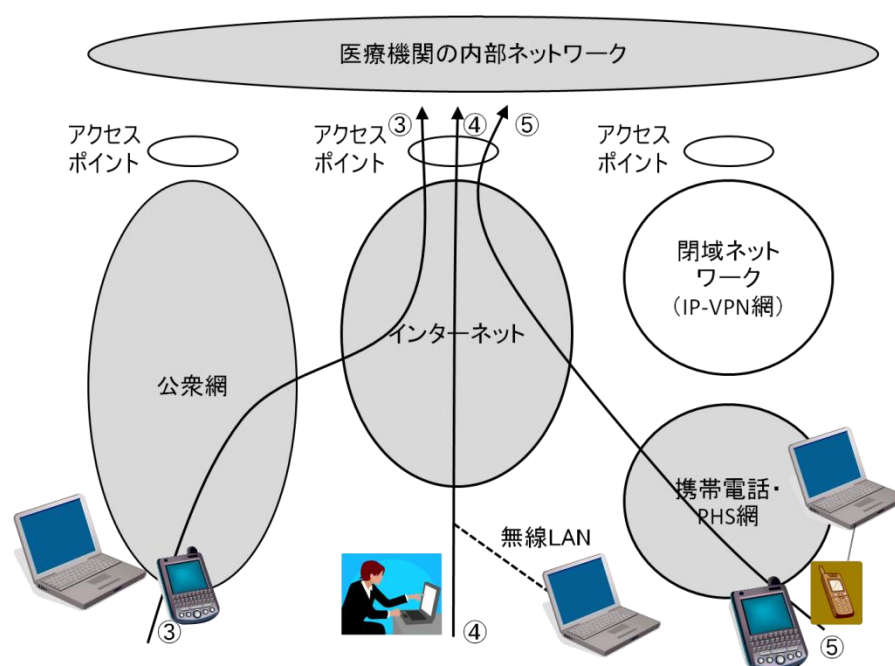 医療機関の内部ネットワーク
③
④
⑤
アクセス
ポイント
アクセス
ポイント
アクセス
ポイント
閉域ネット
ワーク
（IP-VPN網）
インターネット
公衆網
携帯電話・
PHS網
無線LAN
③
④
⑤